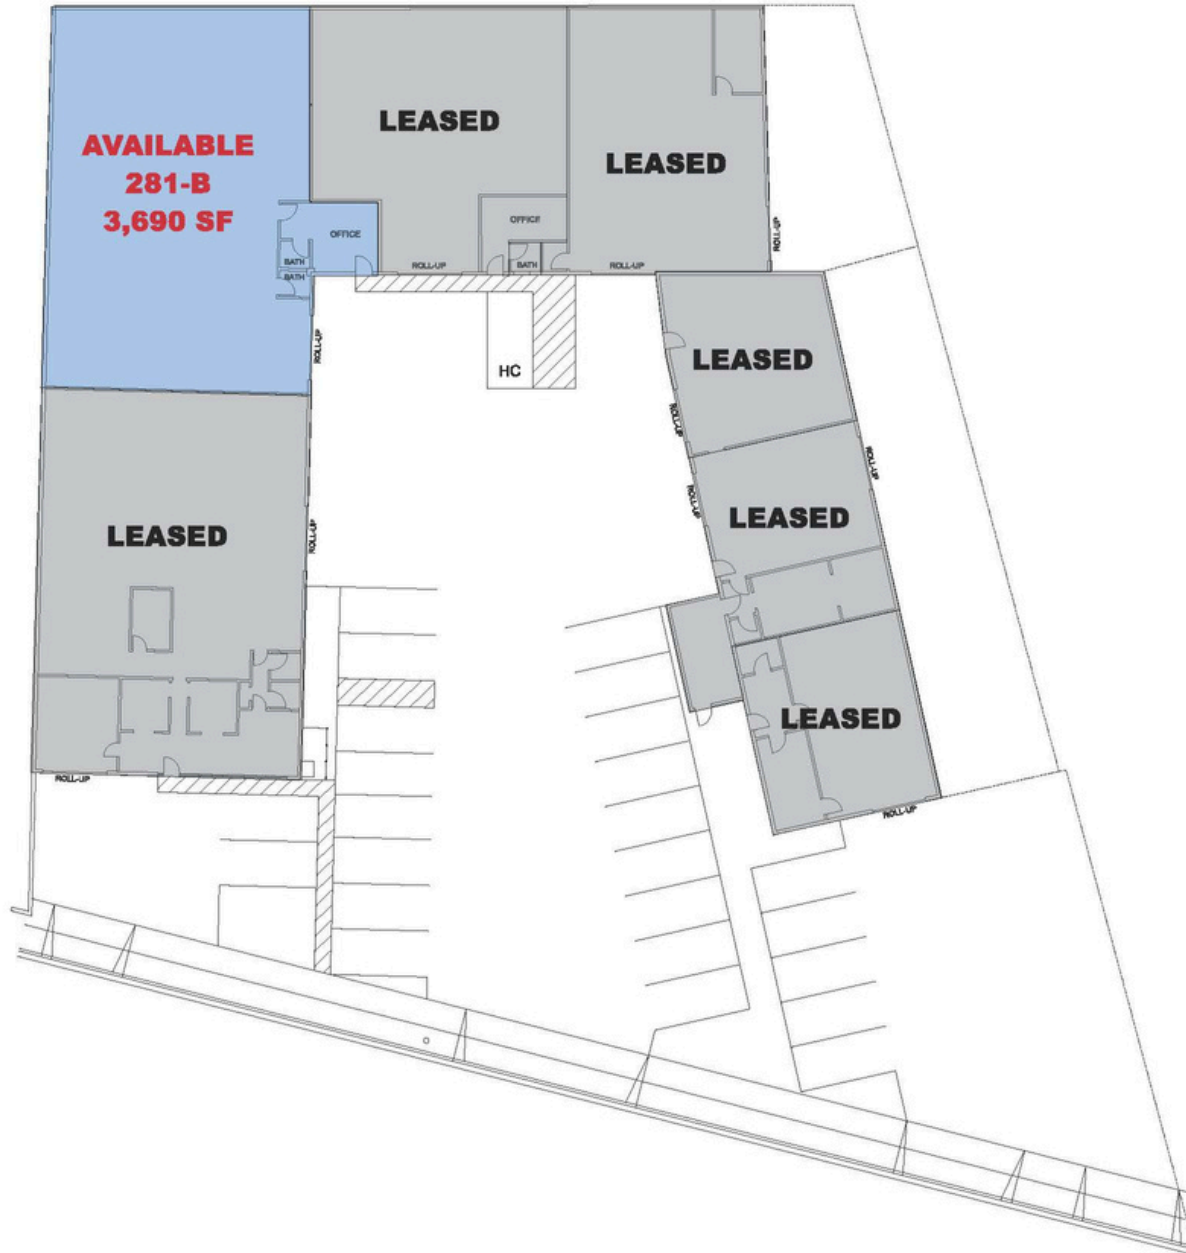 LEASED
LEASED
AVAILABLE
281-B
3,690 SF
OFFICE
OFFICE
ROLL-UP
BATH
BATH
ROLL-UP
BATH
ROLL-UP
ROLL-UP
HC
LEASED
ROLL-UP
ROLL-UP
ROLL-UP
LEASED
LEASED
ROLL-UP
LEASED
ROLL-UP
ROLL-UP